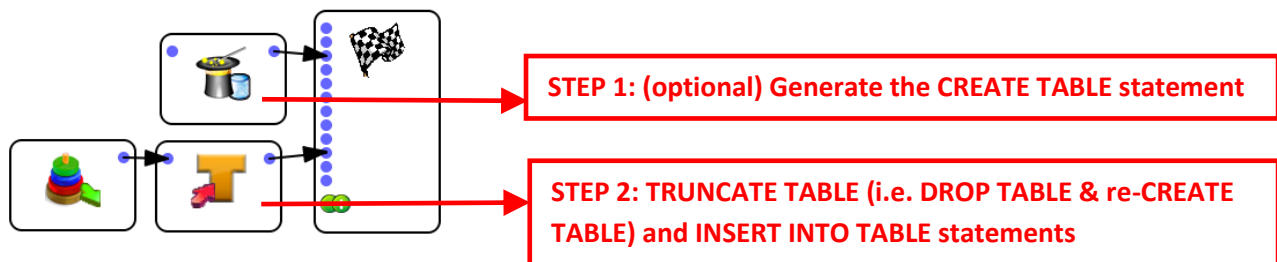 STEP 1: (optional) Generate the CREATE TABLE statement
STEP 2: TRUNCATE TABLE (i.e. DROP TABLE & re-CREATE
TABLE) and INSERT INTO TABLE statements